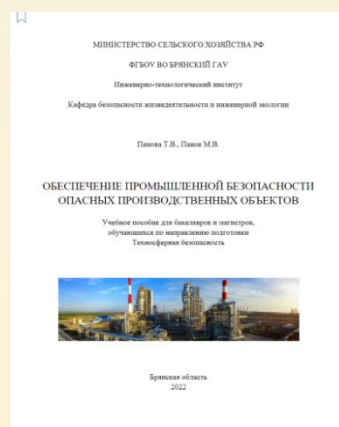 МИНИСТЕРСТВО СЕЛЬСКОГО ХОЗЯЙСТВА РФ
ФГБОУ ВО БРЯНСКИЙ ГАУ
Инженерно-технологический институт
Кафедра безопасности жизнедеятельности и инженерной экологии
Панова Т.В., Панов М.В.
ОБЕСПЕЧЕНИЕ ПРОМЫШЛЕННОЙ БЕЗОПАСНОСТИ
ОПАСНЫХ ПРОИЗВОДСТВЕННЫХ ОБЪЕКТОВ
Учебное пособие для бакалавров и магистров,
обучающихся по направлению подготовки
Техносферная безопасность
Брянская область
2022